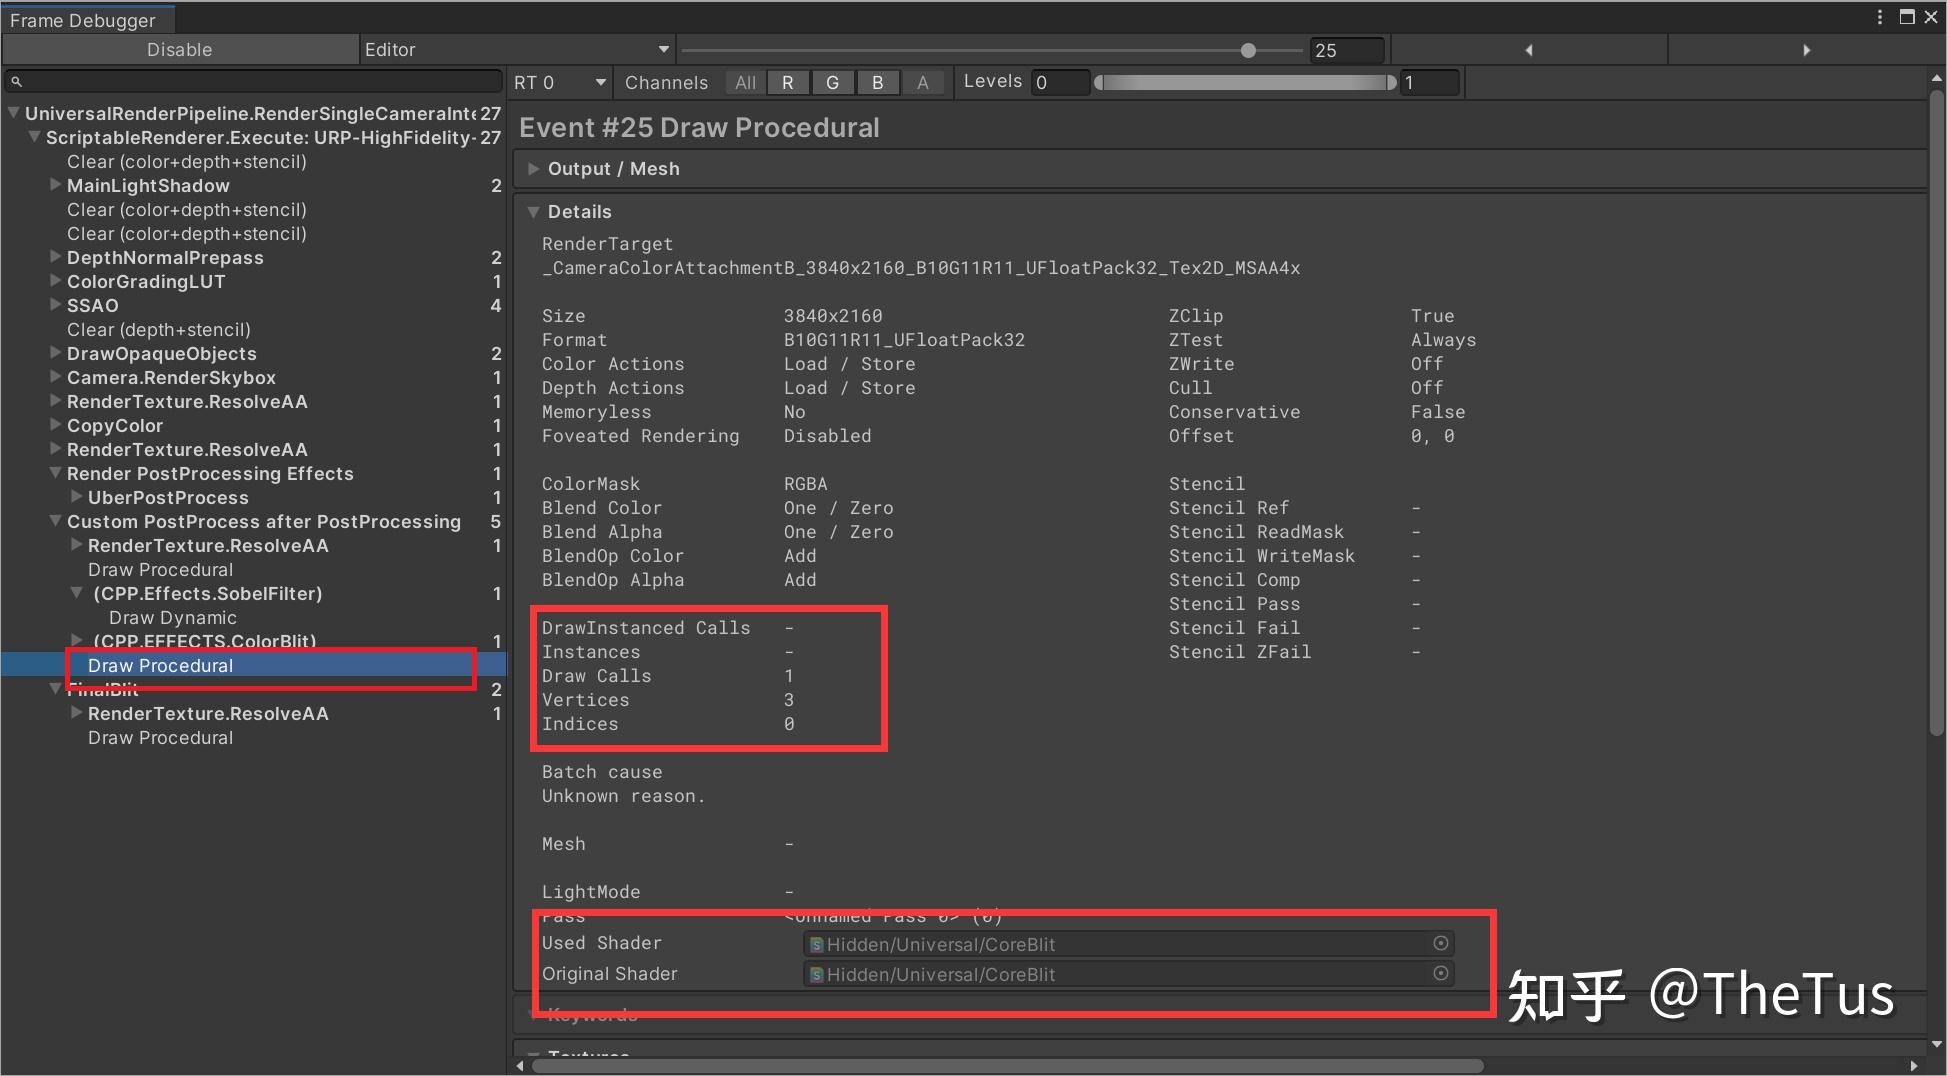 Frame Debugger
Disable
Editor
25
RT 0
Channels
All
R
G
B
A
Levels
0
1
UniversalRenderPipeline.RenderSingleCameraInte 27
ScriptableRenderer.Execute: URP-HighFidelity- 27
Clear (color+depth+stencil)
MainLightShadow 2
Clear (color+depth+stencil)
Clear (color+depth+stencil)
DepthNormalPrepass 2
ColorGradingLUT 1
SSAO 4
Clear (depth+stencil)
DrawOpaqueObjects 2
Camera.RenderSkybox 1
RenderTexture.ResolveAA 1
CopyColor 1
RenderTexture.ResolveAA 1
Render PostProcessing Effects 1
UberPostProcess 1
Custom PostProcess after PostProcessing 5
RenderTexture.ResolveAA 1
Draw Procedural
(CPP.Effects.SobelFilter) 1
Draw Dynamic
(CPP.EFFECTS.ColorBlit) 1
Draw Procedural
FinalBlit 2
RenderTexture.ResolveAA 1
Draw Procedural
Event #25 Draw Procedural
Output / Mesh
Details
RenderTarget
_CameraColorAttachmentB_3840x2160_B10G11R11_UFloatPack32_Tex2D_MSAA4x
Size 3840x2160 ZClip True
Format B10G11R11_UFloatPack32 ZTest Always
Color Actions Load / Store ZWrite Off
Depth Actions Load / Store Cull Off
Memoryless No Conservative False
Foveated Rendering Disabled Offset 0, 0
ColorMask RGBA Stencil
Blend Color One / Zero Stencil Ref -
Blend Alpha One / Zero Stencil ReadMask -
BlendOp Color Add Stencil WriteMask -
BlendOp Alpha Add Stencil Comp -
Stencil Pass -
DrawInstanced Calls - Stencil Fail -
Instances - Stencil ZFail -
Draw Calls 1
Vertices 3
Indices 0
Batch cause
Unknown reason.
Mesh -
LightMode -
Pass <Unnamed Pass 0> (0)
Used Shader Hidden/Universal/CoreBlit
Original Shader Hidden/Universal/CoreBlit
Keywords
Textures
知乎 @TheTus